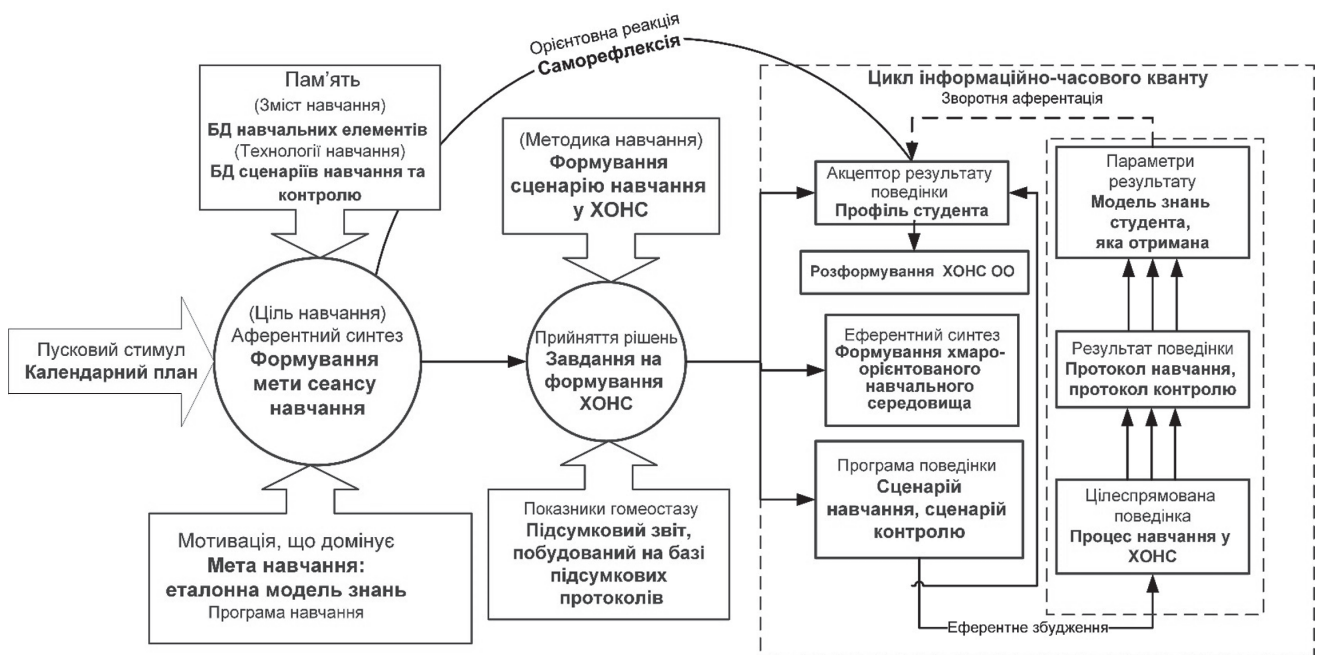 Орієнтовна реакція
Саморефлексія
Пам’ять
(Зміст навчання)
БД навчальних елементів
(Технології навчання)
БД сценаріїв навчання та
контролю
(Методика навчання)
Формування
сценарію навчання
у ХОНС
Пусковий стимул
Календарний план
(Ціль навчання)
Аферентний синтез
Формування
мети сеансу
навчання
Прийняття рішень
Завдання на
формування
ХОНС
Мотивація, що домінує
Мета навчання:
еталонна модель знань
Програма навчання
Показники гомеостазу
Підсумковий звіт,
побудований на базі
підсумкових
протоколів
Цикл інформаційно-часового кванту
Зворотня аферентація
Акцептор результату
поведінки
Профіль студента
Розформування ХОНС ОО
Еферентний синтез
Формування хмаро-
орієнтованого
навчального
середовища
Програма поведінки
Сценарій
навчання, сценарій
контролю
Параметри
результату
Модель знань
студента,
яка отримана
Результат поведінки
Протокол навчання,
протокол контролю
Цілеспрямована
поведінка
Процес навчання у
ХОНС
Еферентне збудження